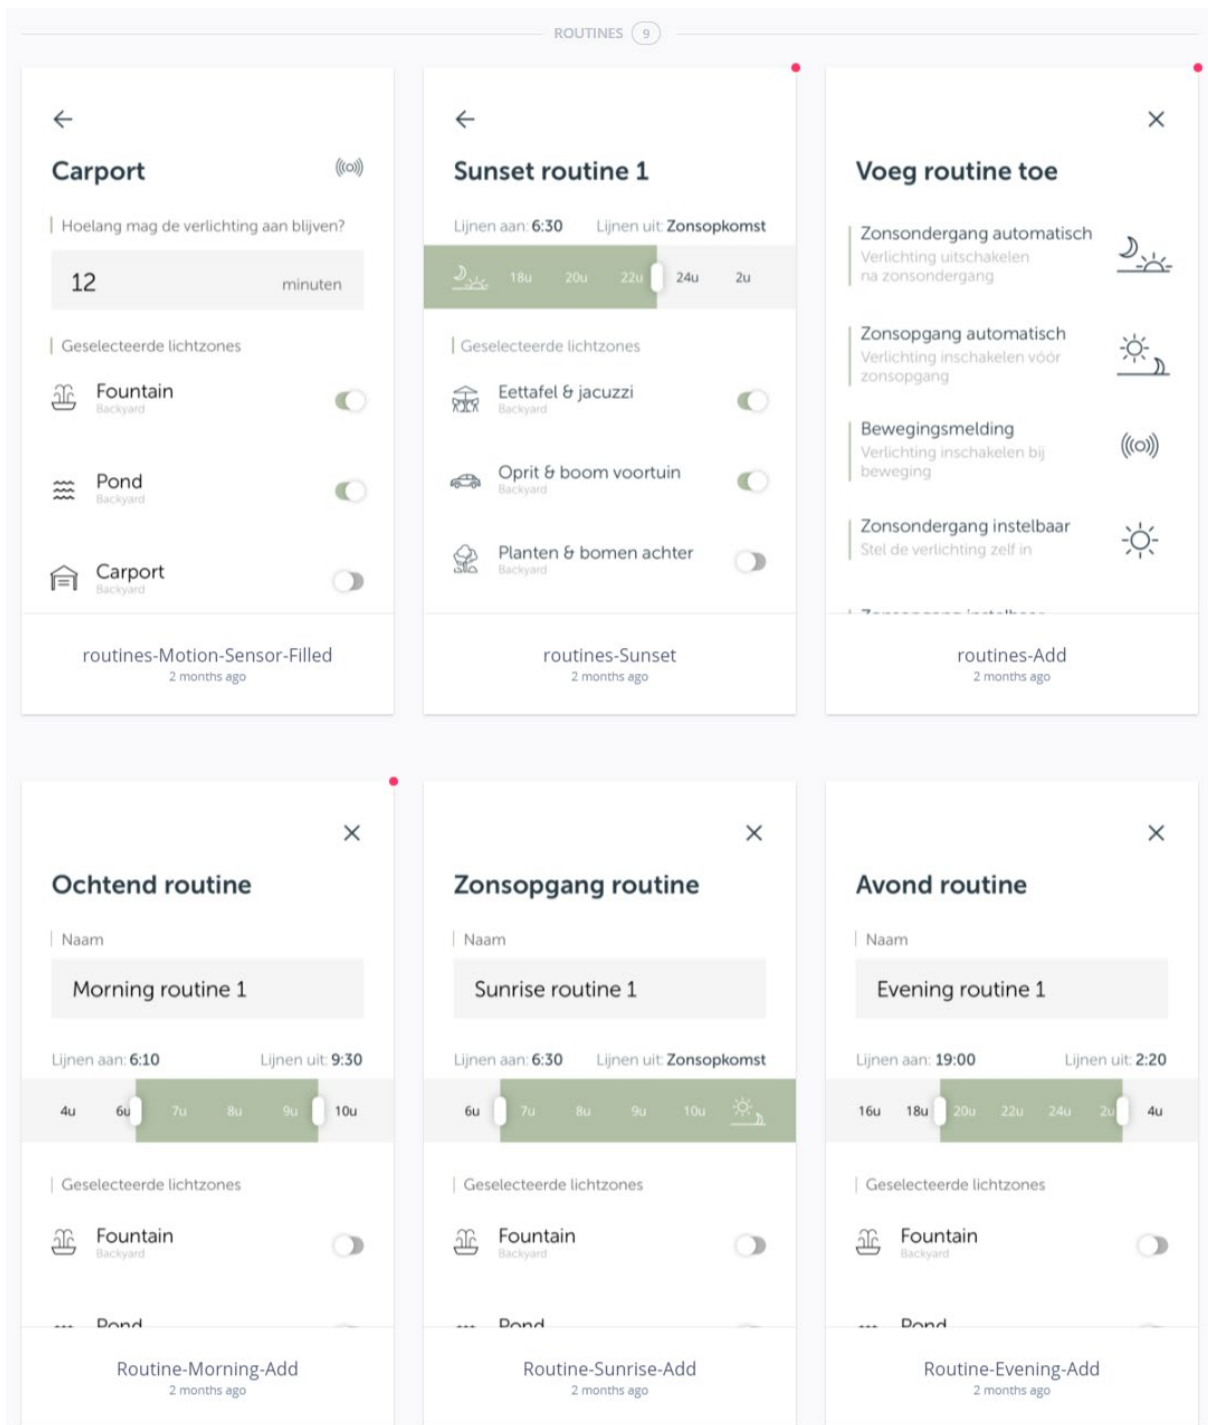 ROUTINES 9
Carport
Hoelang mag de verlichting aan blijven?
12 minuten
Geselecteerde lichtzones
Fountain
Backyard
Pond
Backyard
Carport
Backyard
routines-Motion-Sensor-Filled
2 months ago
Sunset routine 1
Lijnen aan: 6:30 Lijnen uit: Zonsopkomst
18u 20u 22u 24u 2u
Geselecteerde lichtzones
Eettafel & jacuzzi
Backyard
Oprit & boom voortuin
Backyard
Planten & bomen achter
Backyard
routines-Sunset
2 months ago
Voeg routine toe
Zonsondergang automatisch
Verlichting uitschakelen
na zonsondergang
Zonsopgang automatisch
Verlichting inschakelen vóór
zonsopgang
Bewegingsmelding
Verlichting inschakelen bij
beweging
Zonsondergang instelbaar
Stel de verlichting zelf in
routines-Add
2 months ago
Ochtend routine
Naam
Morning routine 1
Lijnen aan: 6:10 Lijnen uit: 9:30
4u 6u 7u 8u 9u 10u
Geselecteerde lichtzones
Fountain
Backyard
Pond
Routine-Morning-Add
2 months ago
Zonsopgang routine
Naam
Sunrise routine 1
Lijnen aan: 6:30 Lijnen uit: Zonsopkomst
6u 7u 8u 9u 10u
Geselecteerde lichtzones
Fountain
Backyard
Pond
Routine-Sunrise-Add
2 months ago
Avond routine
Naam
Evening routine 1
Lijnen aan: 19:00 Lijnen uit: 2:20
16u 18u 20u 22u 24u 2u 4u
Geselecteerde lichtzones
Fountain
Backyard
Pond
Routine-Evening-Add
2 months ago